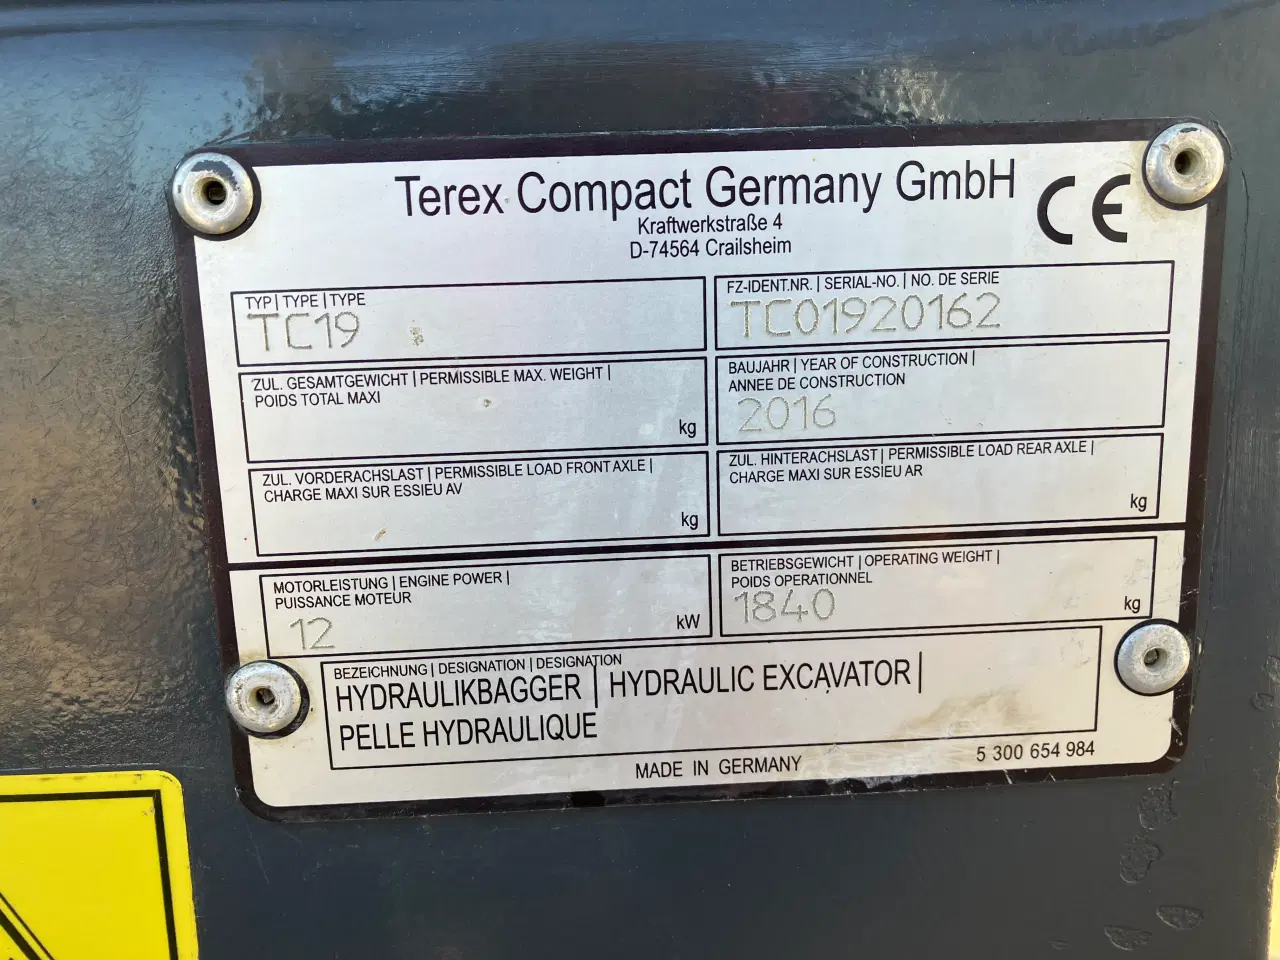 Terex Compact Germany GmbH
Kraftwerkstraße 4
D-74564 Crailsheim
CE
TYP | TYPE | TYPE
TC19
FZ-IDENT.NR. | SERIAL-NO. | NO. DE SERIE
TC01920162
ZUL. GESAMTGEWICHT | PERMISSIBLE MAX. WEIGHT |
POIDS TOTAL MAXI
kg
BAUJAHR | YEAR OF CONSTRUCTION |
ANNEE DE CONSTRUCTION
2016
ZUL. VORDERACHSLAST | PERMISSIBLE LOAD FRONT AXLE |
CHARGE MAXI SUR ESSIEU AV
kg
ZUL. HINTERACHSLAST | PERMISSIBLE LOAD REAR AXLE |
CHARGE MAXI SUR ESSIEU AR
kg
MOTORLEISTUNG | ENGINE POWER |
PUISSANCE MOTEUR
12 kW
BETRIEBSGEWICHT | OPERATING WEIGHT |
POIDS OPERATIONNEL
1840 kg
BEZEICHNUNG | DESIGNATION | DESIGNATION
HYDRAULIKBAGGER | HYDRAULIC EXCAVATOR |
PELLE HYDRAULIQUE
MADE IN GERMANY
5 300 654 984